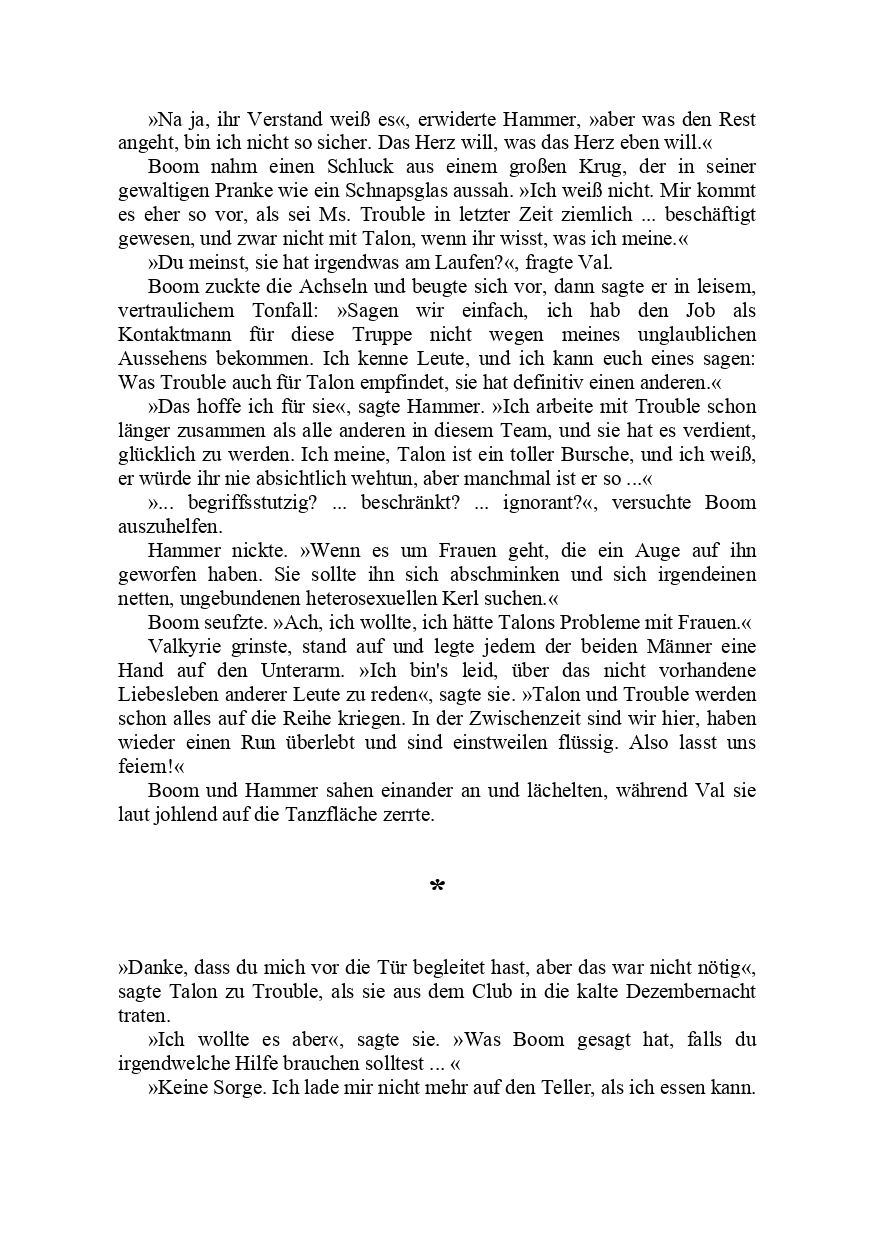 »Na ja, ihr Verstand weiß es«, erwiderte Hammer, »aber was den Rest
angeht, bin ich nicht so sicher. Das Herz will, was das Herz eben will.«
Boom nahm einen Schluck aus einem großen Krug, der in seiner
gewaltigen Pranke wie ein Schnapsglas aussah. »Ich weiß nicht. Mir kommt
es eher so vor, als sei Ms. Trouble in letzter Zeit ziemlich ... beschäftigt
gewesen, und zwar nicht mit Talon, wenn ihr wisst, was ich meine.«
»Du meinst, sie hat irgendwas am Laufen?«, fragte Val.
Boom zuckte die Achseln und beugte sich vor, dann sagte er in leisem,
vertraulichem Tonfall: »Sagen wir einfach, ich hab den Job als
Kontaktmann für diese Truppe nicht wegen meines unglaublichen
Aussehens bekommen. Ich kenne Leute, und ich kann euch eines sagen:
Was Trouble auch für Talon empfindet, sie hat definitiv einen anderen.«
»Das hoffe ich für sie«, sagte Hammer. »Ich arbeite mit Trouble schon
länger zusammen als alle anderen in diesem Team, und sie hat es verdient,
glücklich zu werden. Ich meine, Talon ist ein toller Bursche, und ich weiß,
er würde ihr nie absichtlich wehtun, aber manchmal ist er so ...«
»... begriffsstutzig? ... beschränkt? ... ignorant?«, versuchte Boom
auszuhelfen.
Hammer nickte. »Wenn es um Frauen geht, die ein Auge auf ihn
geworfen haben. Sie sollte ihn sich abschminken und sich irgendeinen
netten, ungebundenen heterosexuellen Kerl suchen.«
Boom seufzte. »Ach, ich wollte, ich hätte Talons Probleme mit Frauen.«
Valkyrie grinste, stand auf und legte jedem der beiden Männer eine
Hand auf den Unterarm. »Ich bin's leid, über das nicht vorhandene
Liebesleben anderer Leute zu reden«, sagte sie. »Talon und Trouble werden
schon alles auf die Reihe kriegen. In der Zwischenzeit sind wir hier, haben
wieder einen Run überlebt und sind einstweilen flüssig. Also lasst uns
feiern!«
Boom und Hammer sahen einander an und lächelten, während Val sie
laut johlend auf die Tanzfläche zerrte.
*
»Danke, dass du mich vor die Tür begleitet hast, aber das war nicht nötig«,
sagte Talon zu Trouble, als sie aus dem Club in die kalte Dezembernacht
traten.
»Ich wollte es aber«, sagte sie. »Was Boom gesagt hat, falls du
irgendwelche Hilfe brauchen solltest ... «
»Keine Sorge. Ich lade mir nicht mehr auf den Teller, als ich essen kann.